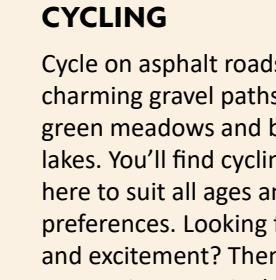 CYCLING
Cycle on asphalt roads
charming gravel paths
green meadows and
lakes. You'll find
here to suit all ages
preferences. Looking
and excitement?